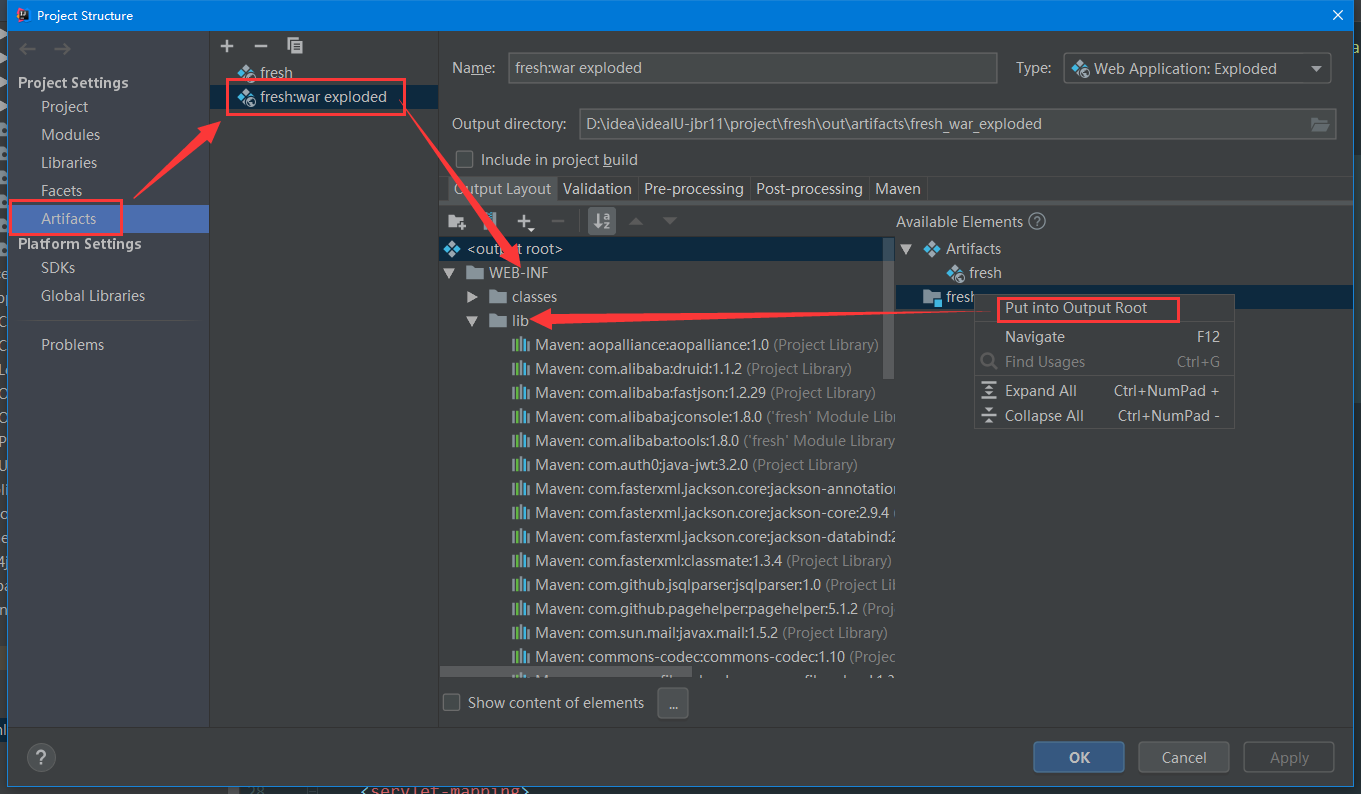 Project Structure
Project Settings
Project
Modules
Libraries
Facets
Artifacts
Platform Settings
SDKs
Global Libraries
Problems
fresh
fresh:war exploded
Name: fresh:war exploded
Type: Web Application: Exploded
Output directory: D:\idea\idealU-jbr11\project\fresh\out\artifacts\fresh_war_exploded
Include in project build
Output Layout Validation Pre-processing Post-processing Maven
Available Elements ?
<output root>
WEB-INF
classes
lib
Maven: aopalliance:aopalliance:1.0 (Project Library)
Maven: com.alibaba:druid:1.1.2 (Project Library)
Maven: com.alibaba:fastjson:1.2.29 (Project Library)
Maven: com.alibaba:jconsole:1.8.0 ('fresh' Module Libr
Maven: com.alibaba:tools:1.8.0 ('fresh' Module Library
Maven: com.auth0:java-jwt:3.2.0 (Project Library)
Maven: com.fasterxml.jackson.core:jackson-annotation
Maven: com.fasterxml.jackson.core:jackson-core:2.9.4
Maven: com.fasterxml.jackson.core:jackson-databind:2
Maven: com.fasterxml:classmate:1.3.4 (Project Library)
Maven: com.github.jsqlparser:jsqlparser:1.0 (Project Lil
Maven: com.github.pagehelper:pagehelper:5.1.2 (Proj
Maven: com.sun.mail:javax.mail:1.5.2 (Project Library)
Maven: commons-codec:commons-codec:1.10 (Projec
Artifacts
fresh
fresh
Put into Output Root
Navigate F12
Find Usages Ctrl+G
Expand All Ctrl+NumPad +
Collapse All Ctrl+NumPad -
Show content of elements ...
?
OK Cancel Apply
28 <servlet-mapping>